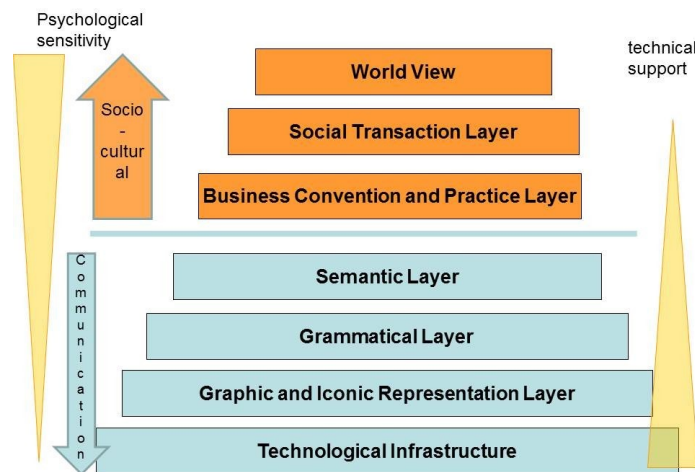 Psychological
sensitivity
technical
support
World View
Socio
-
cultur
al
Social Transaction Layer
Business Convention and Practice Layer
Communication
Semantic Layer
Grammatical Layer
Graphic and Iconic Representation Layer
Technological Infrastructure